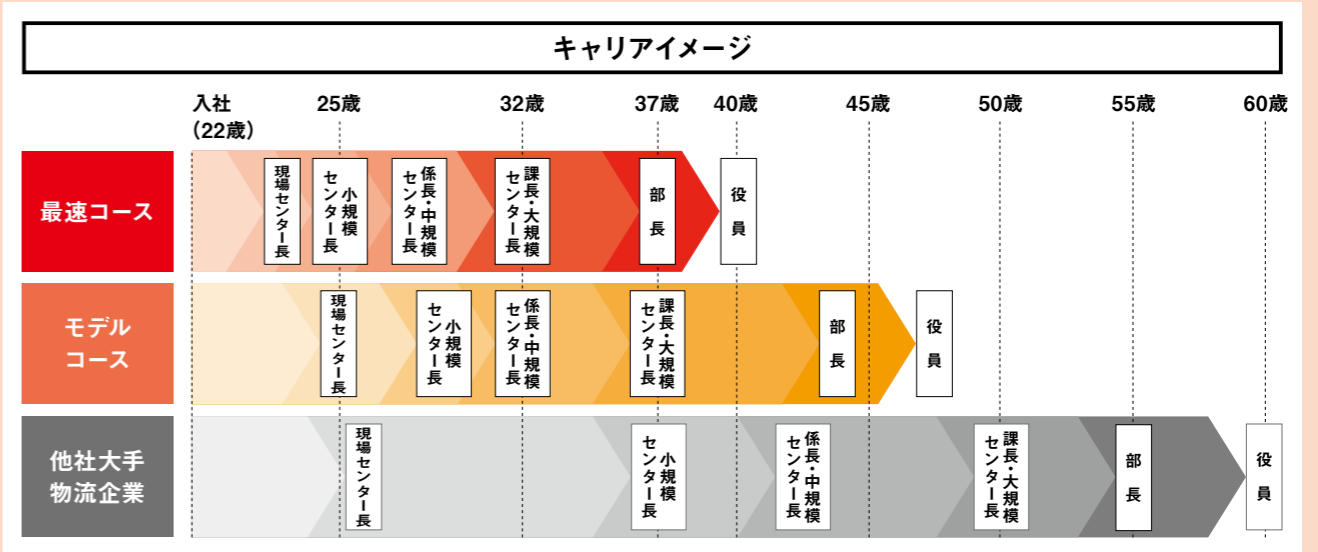 キャリアイメージ
入社
（22歳）
25歳
32歳
37歳
40歳
45歳
50歳
55歳
60歳
最速コース
現場センター長
小規模
センター長
係長・中規模
センター長
課長・大規模
センター長
部長
役員
モデル
コース
現場センター長
小規模
センター長
係長・中規模
センター長
課長・大規模
センター長
部長
役員
他社大手
物流企業
現場センター長
小規模
センター長
係長・中規模
センター長
課長・大規模
センター長
部長
役員